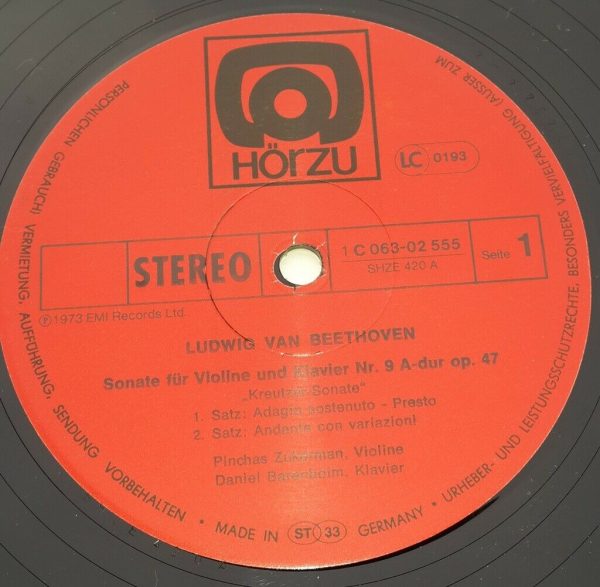 HÖRZU
LC 0193
STEREO
1 C 063-02 555
SHZE 420 A
Seite 1
Ⓟ 1973 EMI Records Ltd.
LUDWIG VAN BEETHOVEN
Sonate für Violine und Klavier Nr. 9 A-dur op. 47
„Kreutzer-Sonate"
1. Satz: Adagio sostenuto - Presto
2. Satz: Andante con variazioni
Pinchas Zukerman, Violine
Daniel Barenboim, Klavier
URHEBER- UND LEISTUNGSSCHUTZRECHTE, BESONDERS VERVIELFÄLTIGUNG (AUSSER ZUM
PERSÖNLICHEN GEBRAUCH) VERMIETUNG, AUFFÜHRUNG, SENDUNG VORBEHALTEN
• MADE IN ST 33 GERMANY •